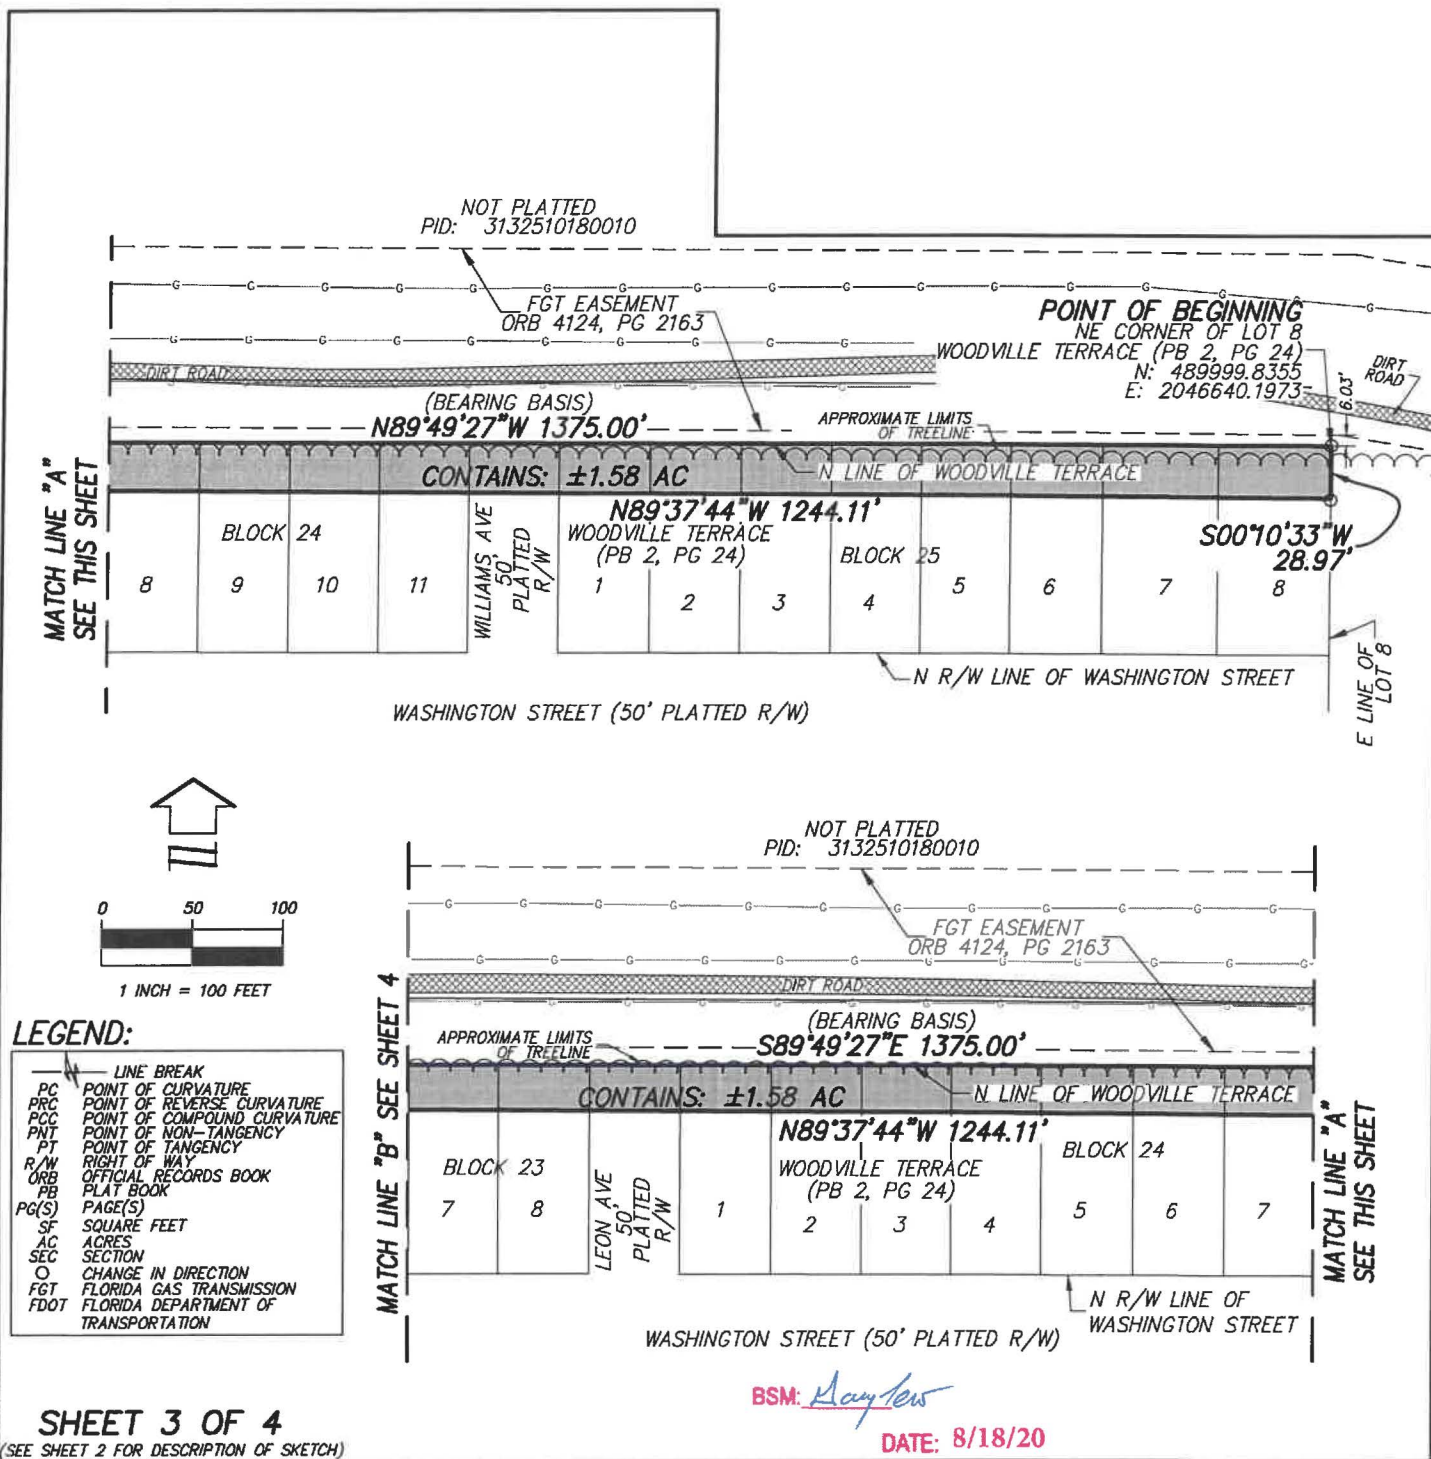 NOT PLATTED
PID: 3132510180010
G G G G G G G G G G G G G G G G
FGT EASEMENT
ORB 4124, PG 2163
G G G G G G G G G G
POINT OF BEGINNING
NE CORNER OF LOT 8
WOODVILLE TERRACE (PB 2, PG 24)
N: 489999.8355
E: 2046640.1973
DIRT ROAD
DIRT
ROAD
6.03'
(BEARING BASIS)
N89°49'27"W 1375.00'
APPROXIMATE LIMITS
OF TREELINE
CONTAINS: ±1.58 AC
N LINE OF WOODVILLE TERRACE
N89°37'44"W 1244.11'
S00°10'33"W
28.97'
MATCH LINE "A"
SEE THIS SHEET
BLOCK 24
8 9 10 11
WILLIAMS AVE
50'
PLATTED
R/W
WOODVILLE TERRACE
(PB 2, PG 24)
BLOCK 25
1 2 3 4 5 6 7 8
N R/W LINE OF WASHINGTON STREET
E LINE OF
LOT 8
WASHINGTON STREET (50' PLATTED R/W)
N
0 50 100
1 INCH = 100 FEET
NOT PLATTED
PID: 3132510180010
G G G G G G G G G G G G
FGT EASEMENT
ORB 4124, PG 2163
G G G G G G G G G G G G
DIRT ROAD
(BEARING BASIS)
APPROXIMATE LIMITS
OF TREELINE
S89°49'27"E 1375.00'
CONTAINS: ±1.58 AC
N LINE OF WOODVILLE TERRACE
N89°37'44"W 1244.11'
MATCH LINE "B" SEE SHEET 4
BLOCK 23
7 8
LEON AVE
50'
PLATTED
R/W
WOODVILLE TERRACE
(PB 2, PG 24)
BLOCK 24
1 2 3 4 5 6 7
MATCH LINE "A"
SEE THIS SHEET
N R/W LINE OF
WASHINGTON STREET
WASHINGTON STREET (50' PLATTED R/W)
LEGEND:
LINE BREAK
PC POINT OF CURVATURE
PRC POINT OF REVERSE CURVATURE
PCC POINT OF COMPOUND CURVATURE
PNT POINT OF NON-TANGENCY
PT POINT OF TANGENCY
R/W RIGHT OF WAY
ORB OFFICIAL RECORDS BOOK
PB PLAT BOOK
PG(S) PAGE(S)
SF SQUARE FEET
AC ACRES
SEC SECTION
O CHANGE IN DIRECTION
FGT FLORIDA GAS TRANSMISSION
FDOT FLORIDA DEPARTMENT OF
TRANSPORTATION
BSM:
DATE: 8/18/20
SHEET 3 OF 4
(SEE SHEET 2 FOR DESCRIPTION OF SKETCH)